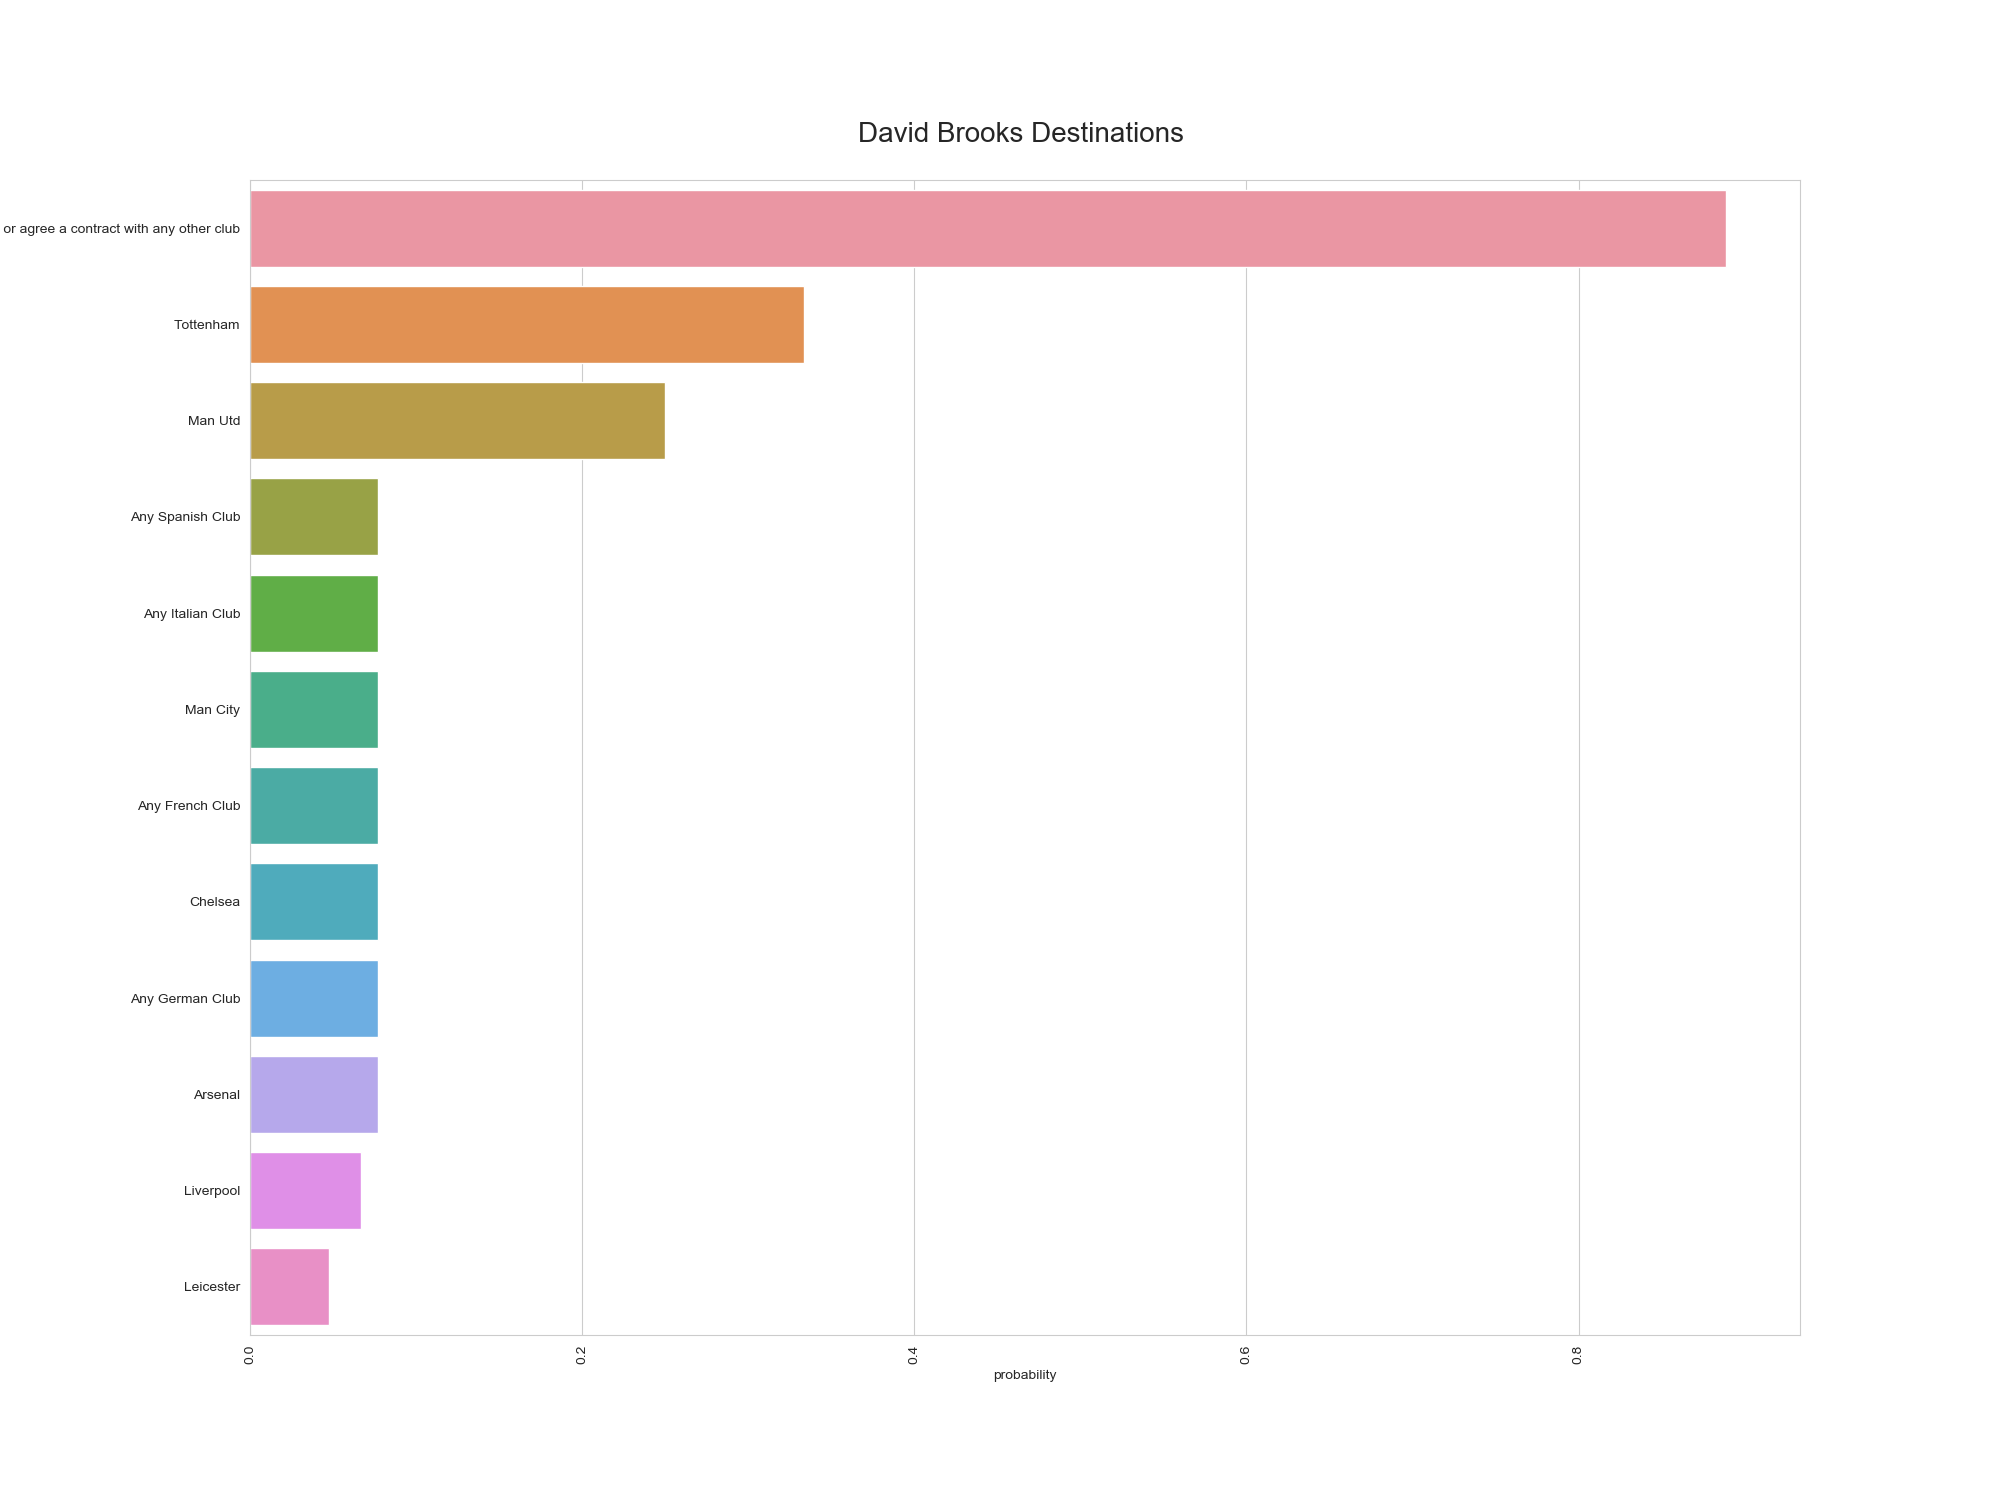 David Brooks Destinations
or agree a contract with any other club
Tottenham
Man Utd
Any Spanish Club
Any Italian Club
Man City
Any French Club
Chelsea
Any German Club
Arsenal
Liverpool
Leicester
0.0 0.2 0.4 0.6 0.8
probability